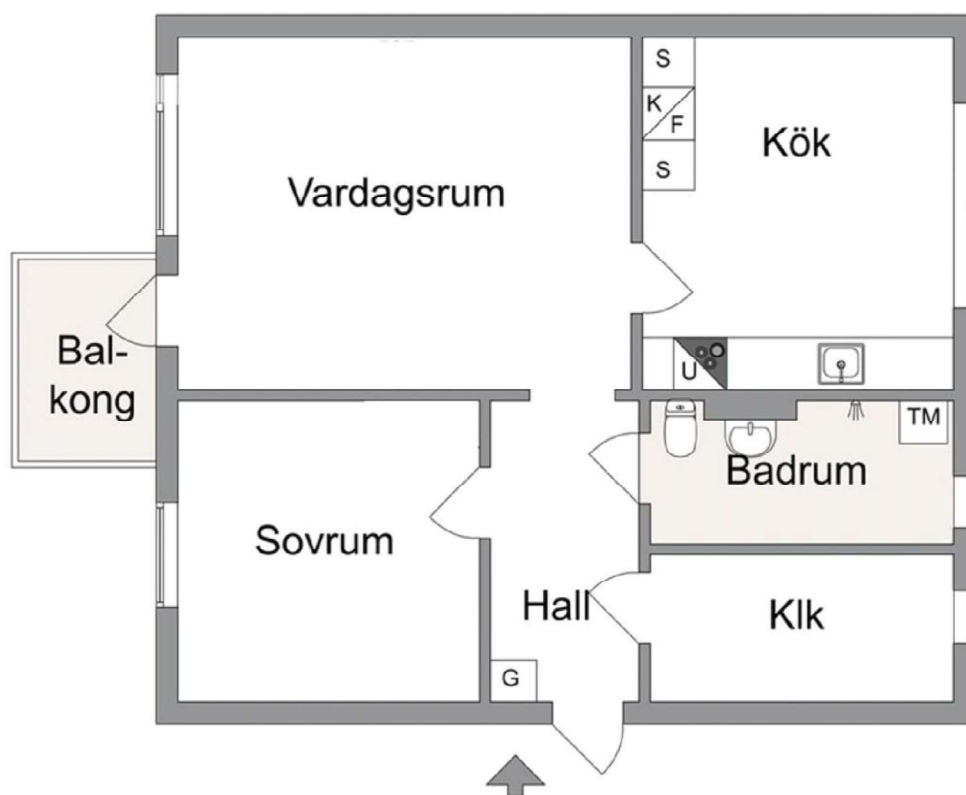 S
K
F
S
Kök
Vardagsrum
Bal-
kong
U
TM
Badrum
Sovrum
Hall
Klk
G